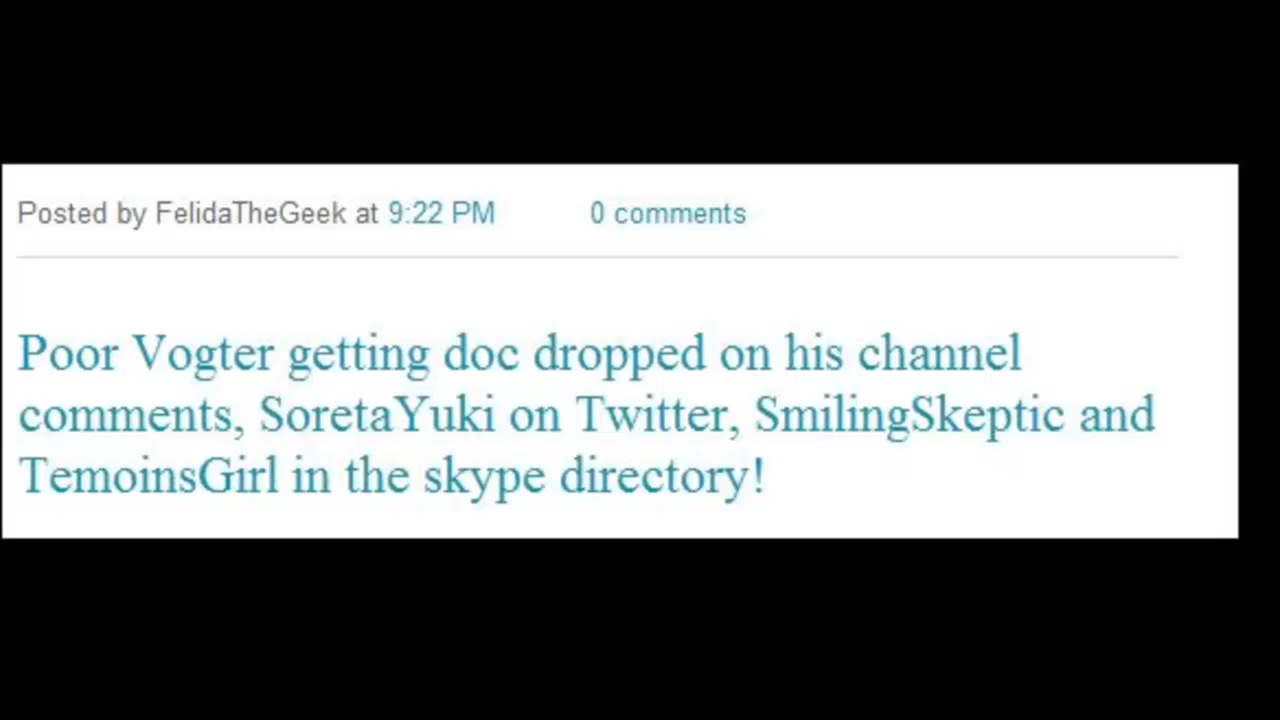 Posted by FelidaTheGeek at 9:22 PM 0 comments
Poor Vogter getting doc dropped on his channel
comments, SoretaYuki on Twitter, SmilingSkeptic and
TemoinsGirl in the skype directory!